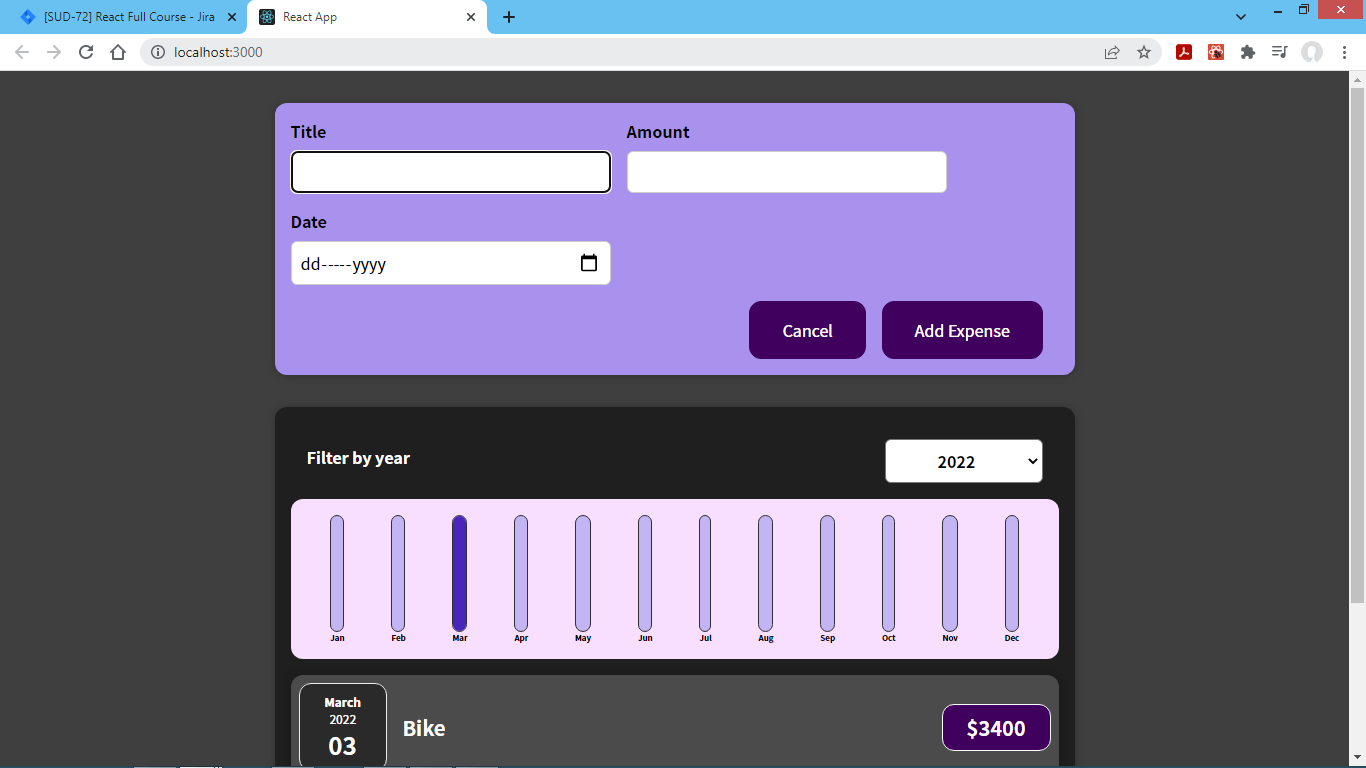 [SUD-72] React Full Course - Jira
React App
localhost:3000
Title
Amount
Date
dd-----yyyy
Cancel
Add Expense
Filter by year
2022
Jan Feb Mar Apr May Jun Jul Aug Sep Oct Nov Dec
March
2022
03
Bike
$3400